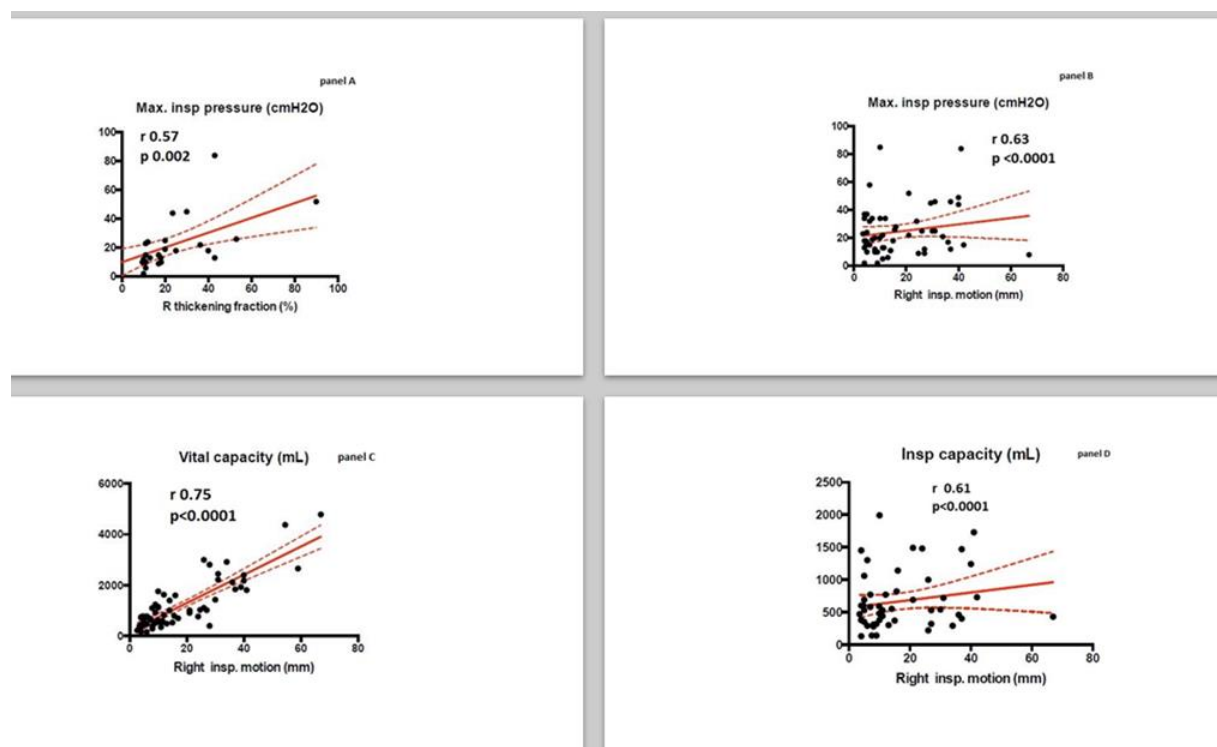 panel A
Max. insp pressure (cmH2O)
r 0.57
p 0.002
100
80
60
40
20
0
0 20 40 60 80 100
R thickening fraction (%)
panel B
Max. insp pressure (cmH2O)
r 0.63
p <0.0001
100
80
60
40
20
0
0 20 40 60 80
Right insp. motion (mm)
Vital capacity (mL) panel C
r 0.75
p<0.0001
6000
4000
2000
0
0 20 40 60 80
Right insp. motion (mm)
Insp capacity (mL) panel D
r 0.61
p<0.0001
2500
2000
1500
1000
500
0
0 20 40 60 80
Right insp. motion (mm)